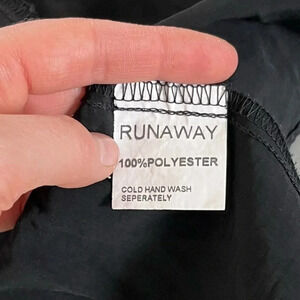 RUNAWAY
100%POLYESTER
COLD HAND WASH
SEPERATELY